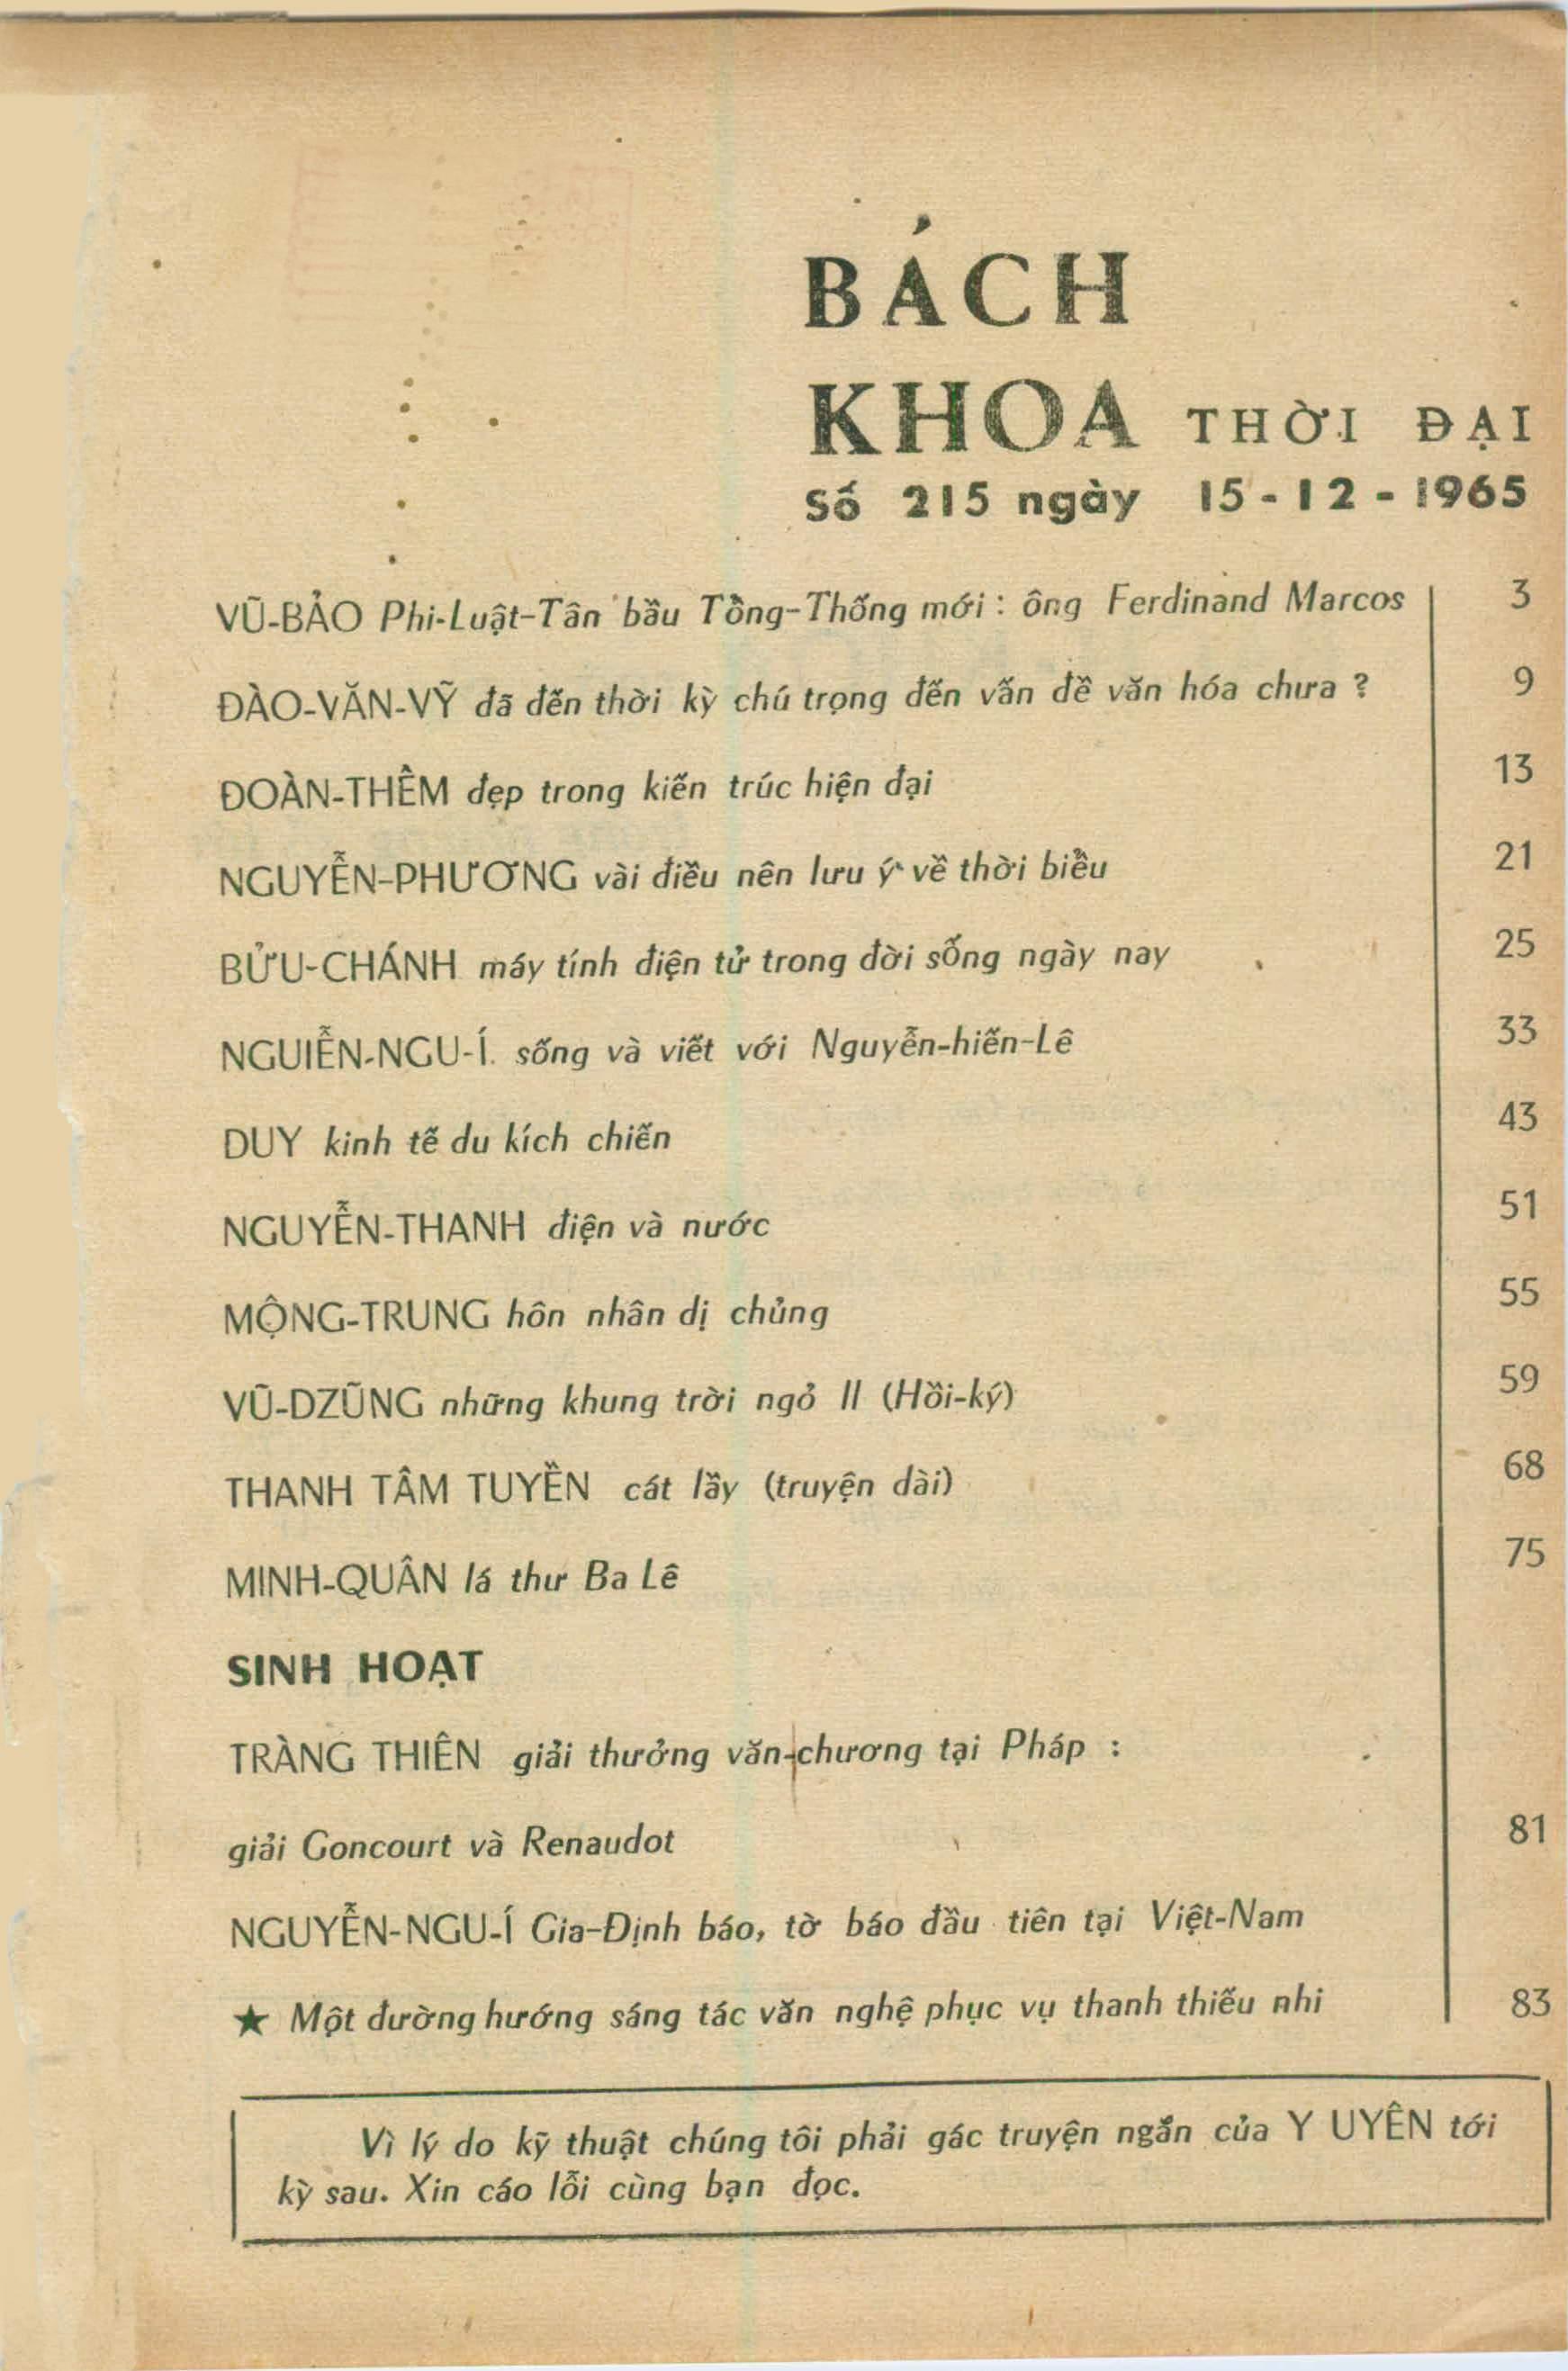 BÁCH
KHOA THỜI ĐẠI
Số 215 ngày 15-12-1965
VŨ-BẢO Phi-Luật-Tân bầu Tổng-Thống mới : ông Ferdinand Marcos 3
ĐÀO-VĂN-VỸ đã đến thời kỳ chú trọng đến vấn đề văn hóa chưa ? 9
ĐOÀN-THÊM đẹp trong kiến trúc hiện đại 13
NGUYỄN-PHƯƠNG vài điều nên lưu ý về thời biểu 21
BỬU-CHÁNH máy tính điện tử trong đời sống ngày nay 25
NGUIỄN-NGU-Í. sống và viết với Nguyễn-hiến-Lê 33
DUY kinh tế du kích chiến 43
NGUYỄN-THANH điện và nước 51
MỘNG-TRUNG hôn nhân dị chủng 55
VŨ-DZŨNG những khung trời ngỏ II (Hồi-ký) 59
THANH TÂM TUYỀN cát lầy (truyện dài) 68
MINH-QUÂN lá thư Ba Lê 75
SINH HOẠT
TRÀNG THIÊN giải thưởng văn-chương tại Pháp :
giải Goncourt và Renaudot 81
NGUYỄN-NGU-Í Gia-Định báo, tờ báo đầu tiên tại Việt-Nam
★ Một đường hướng sáng tác văn nghệ phục vụ thanh thiếu nhi 83
Vì lý do kỹ thuật chúng tôi phải gác truyện ngắn của Y UYÊN tới
kỳ sau. Xin cáo lỗi cùng bạn đọc.